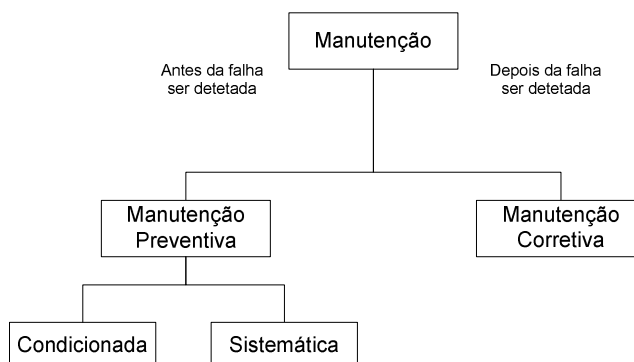 Manutenção
Antes da falha
ser detetada
Depois da falha
ser detetada
Manutenção
Preventiva
Manutenção
Corretiva
Condicionada
Sistemática